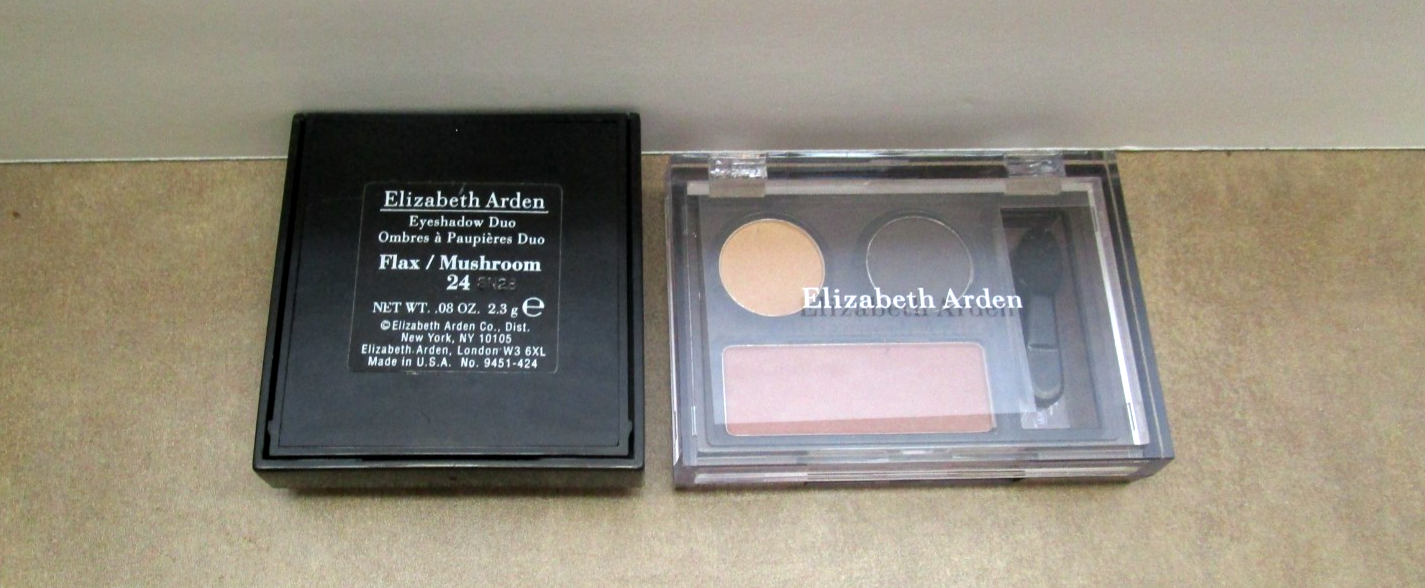 Elizabeth Arden
Eyeshadow Duo
Ombres à Paupières Duo
Flax / Mushroom
24
NET WT. .08 OZ. 2.3 g ℮
©Elizabeth Arden Co., Dist.
New York, NY 10105
Elizabeth Arden, London W3 6XL
Made in U.S.A. No. 9451-424
Elizabeth Arden